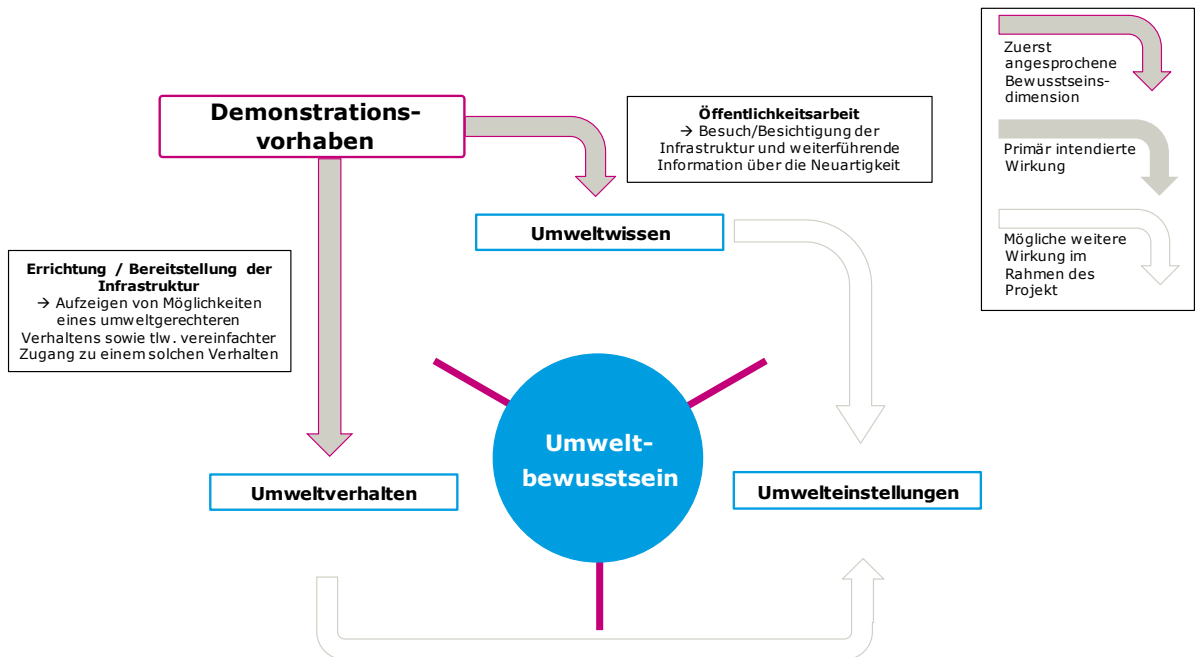 Demonstrations-
vorhaben
Öffentlichkeitsarbeit
→ Besuch/Besichtigung der
Infrastruktur und weiterführende
Information über die Neuartigkeit
Zuerst
angesprochene
Bewusstseins-
dimension
Primär intendierte
Wirkung
Mögliche weitere
Wirkung im
Rahmen des
Projekt
Umweltwissen
Errichtung / Bereitstellung der
Infrastruktur
→ Aufzeigen von Möglichkeiten
eines umweltgerechteren
Verhaltens sowie tlw. vereinfachter
Zugang zu einem solchen Verhalten
Umwelt-
bewusstsein
Umweltverhalten
Umwelteinstellungen